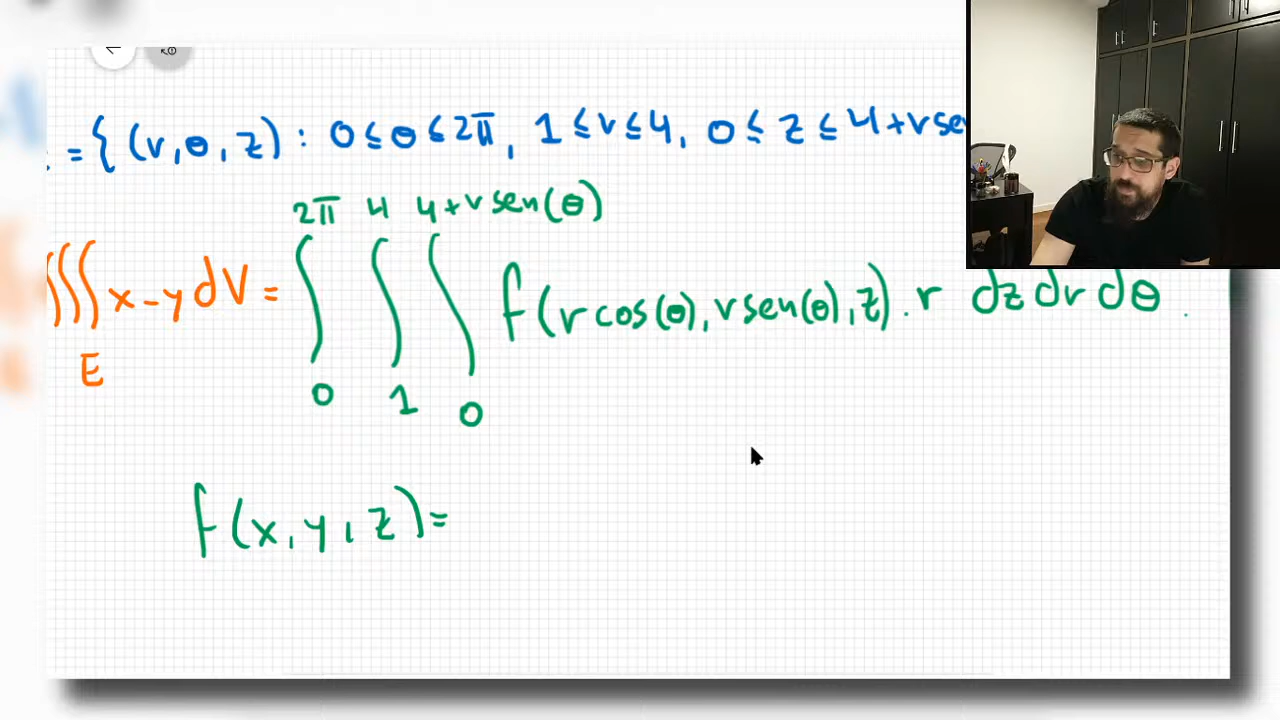 = { (r, θ, z) : 0 ≤ θ ≤ 2π, 1 ≤ r ≤ 4, 0 ≤ z ≤ 4+rsen
∭ x-y dV = ∫ ∫ ∫ f(r cos(θ), r sen(θ), z) . r dz dr dθ .
2π 4 4+r sen(θ)
E 0 1 0
f(x, y, z) =